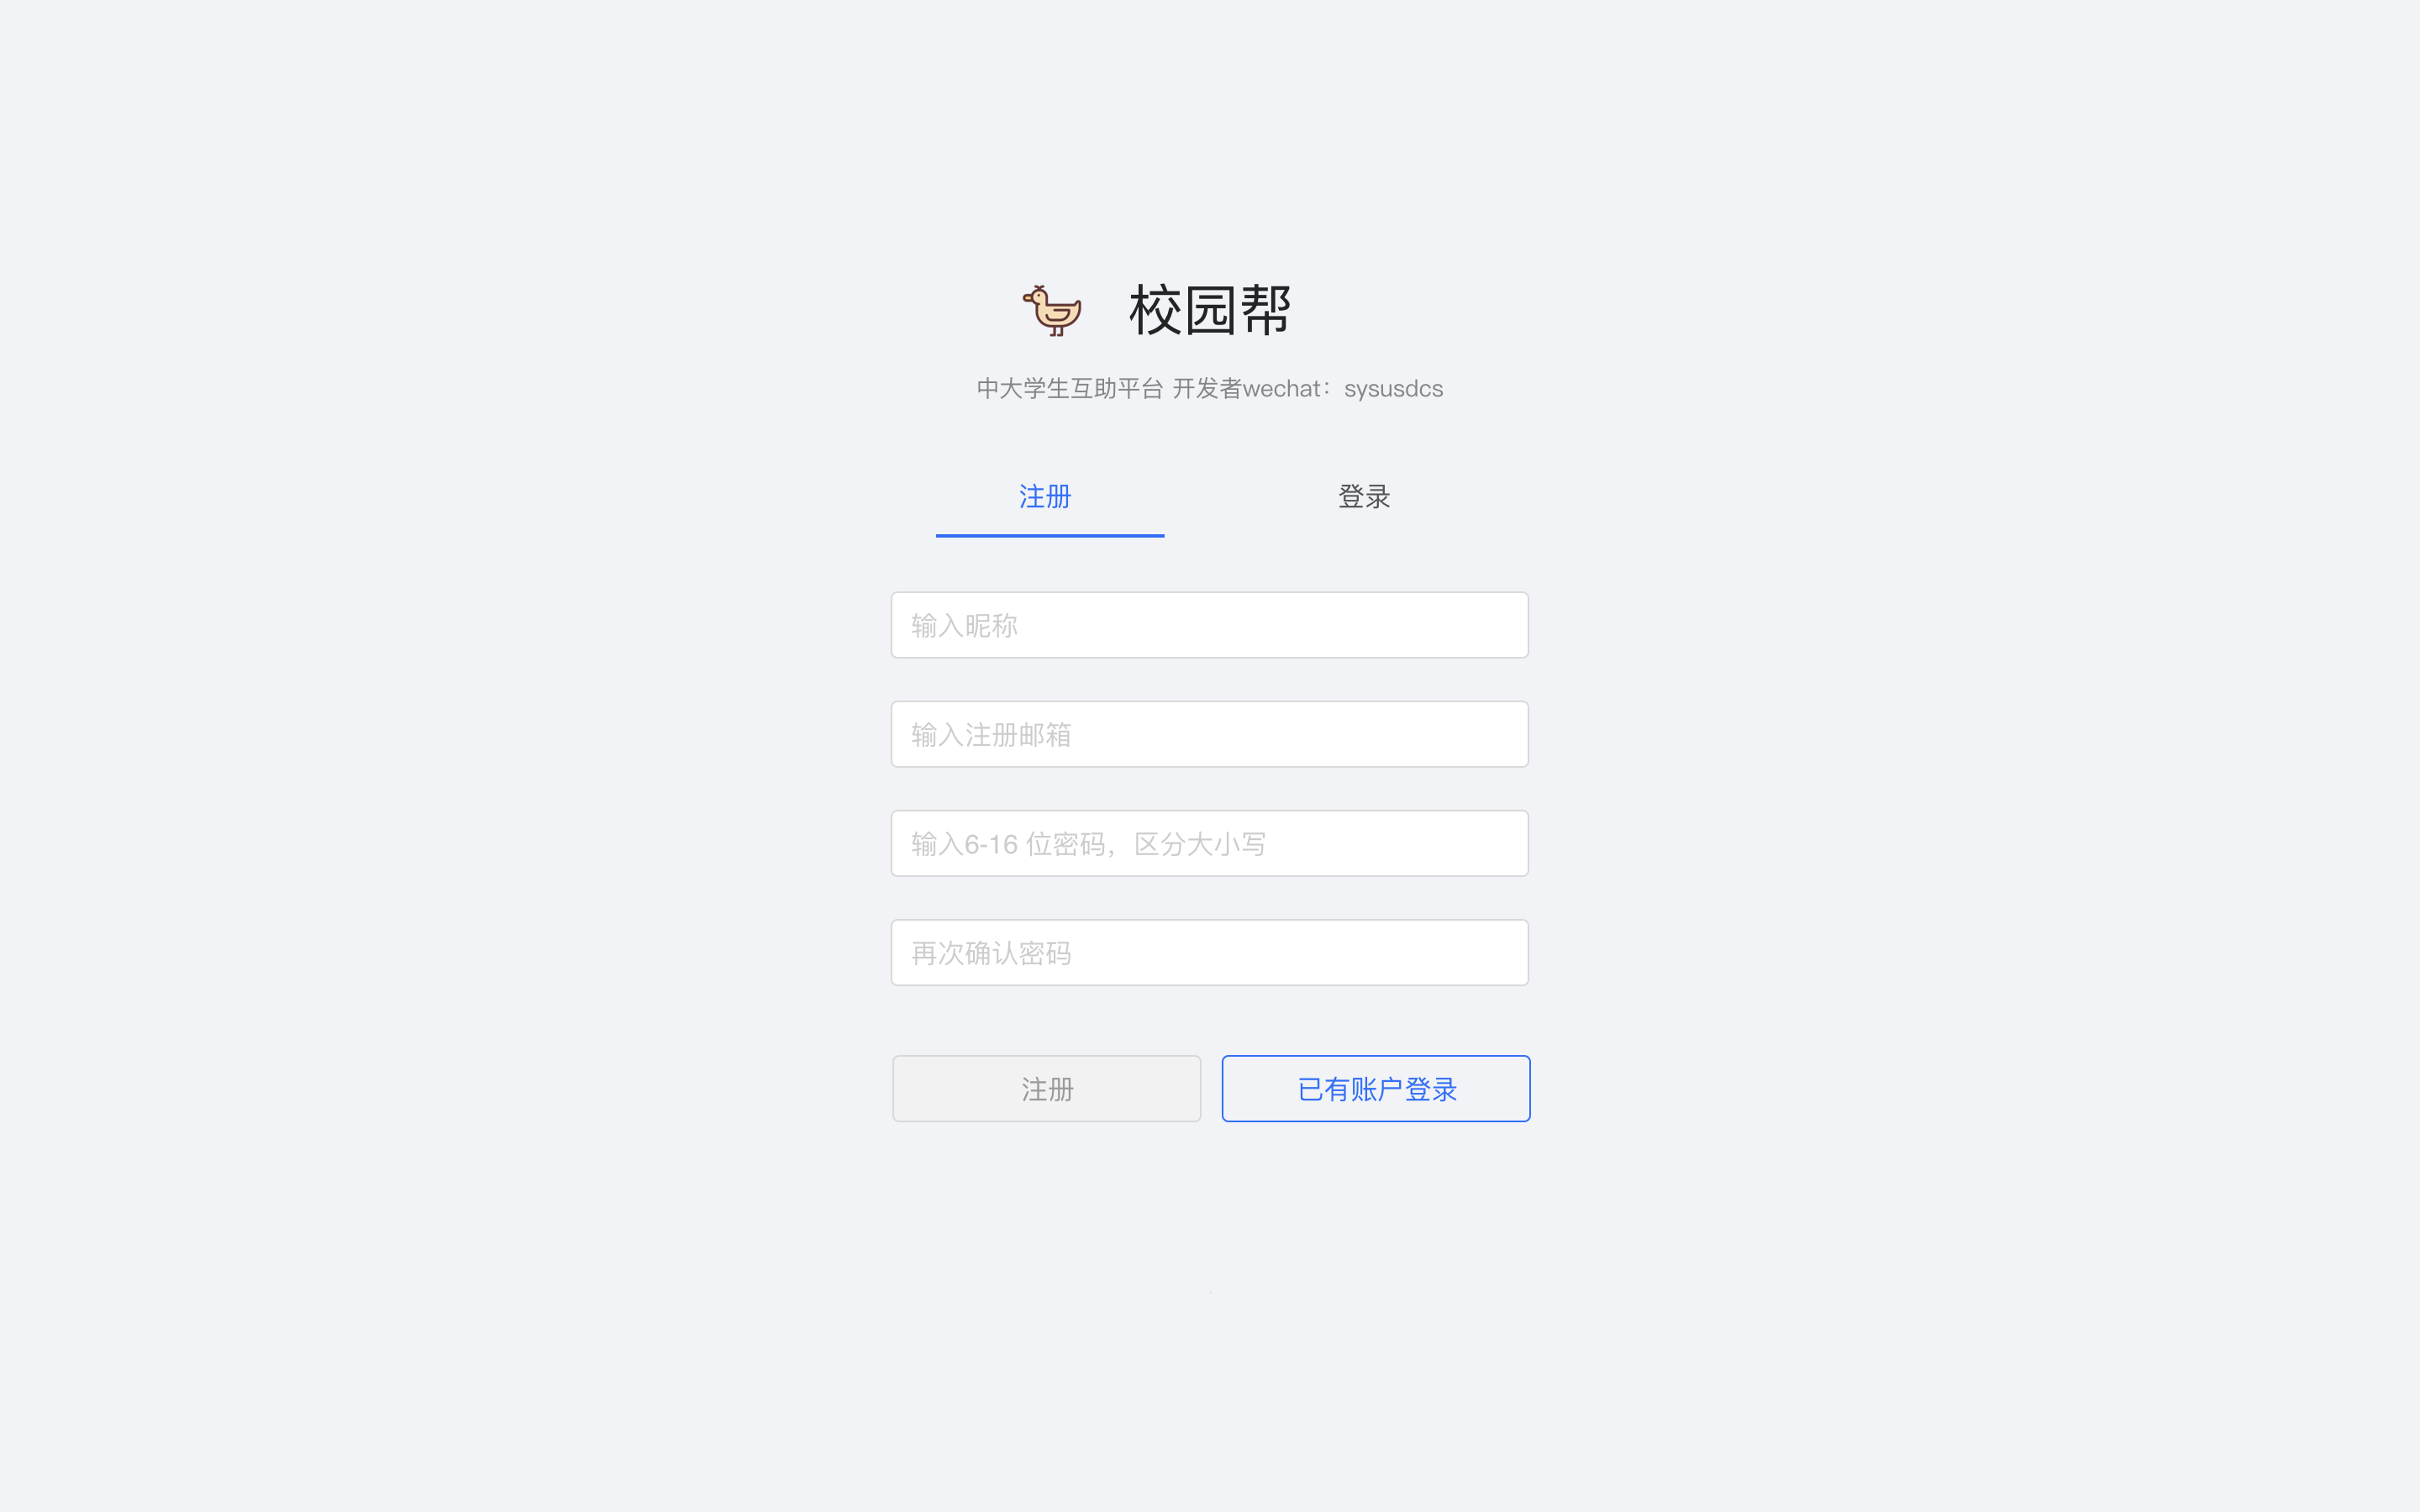 校园帮
中大学生互助平台 开发者wechat：sysusdcs
注册 登录
输入昵称
输入注册邮箱
输入6-16 位密码，区分大小写
再次确认密码
注册 已有账户登录